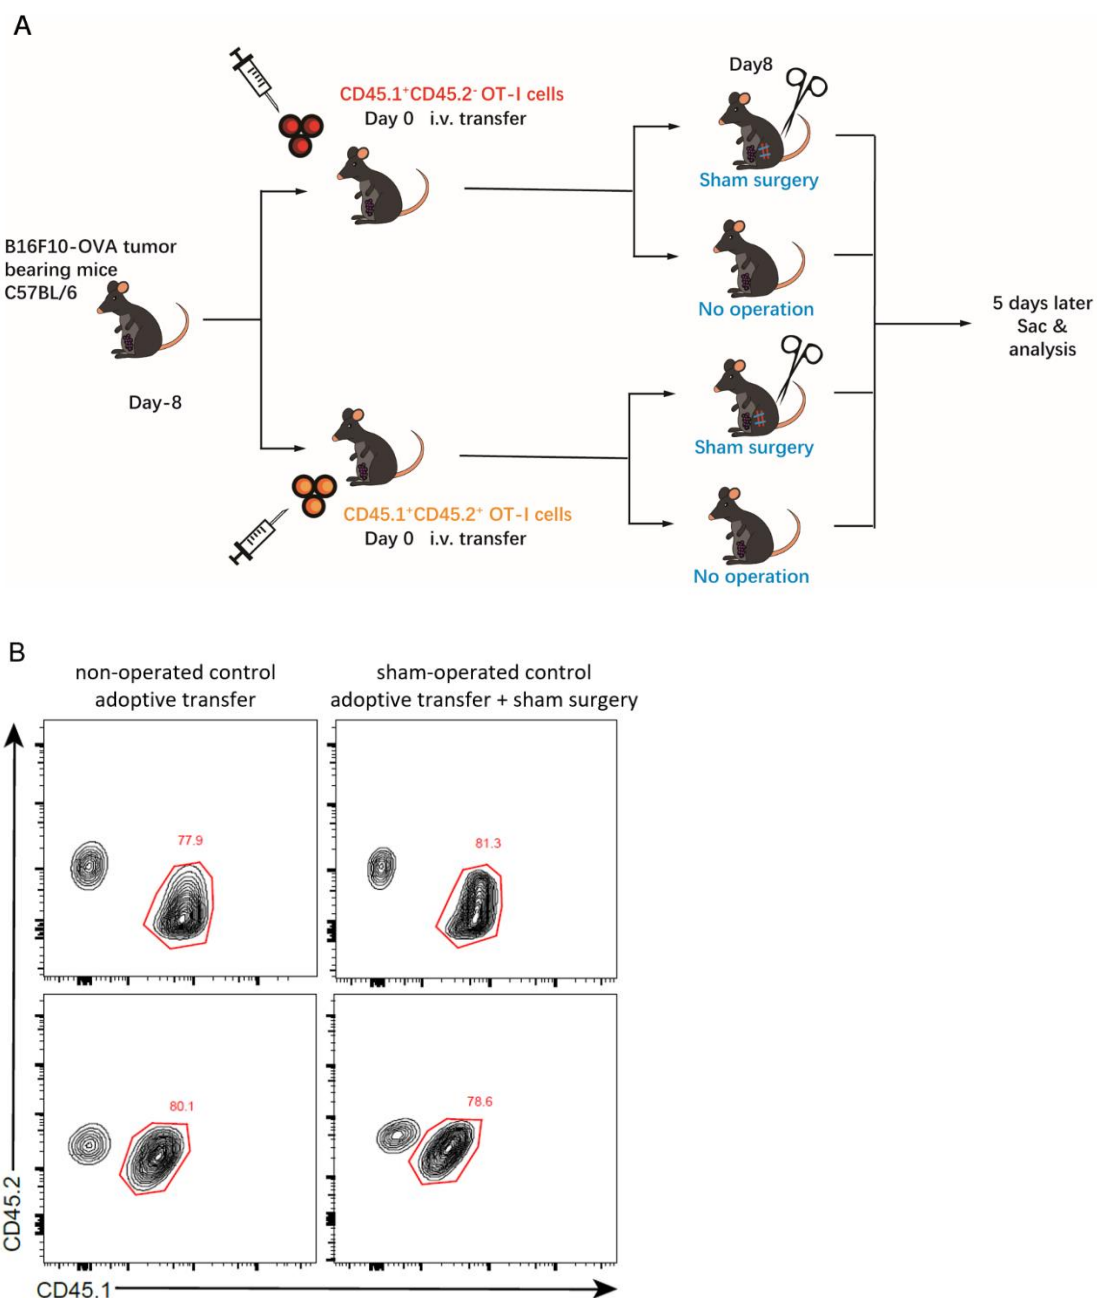 A
CD45.1⁺CD45.2⁻ OT-I cells
Day 0 i.v. transfer
Day8
Sham surgery
B16F10-OVA tumor
bearing mice
C57BL/6
No operation
5 days later
Sac &
analysis
Day-8
Sham surgery
CD45.1⁺CD45.2⁺ OT-I cells
Day 0 i.v. transfer
No operation
B
non-operated control
adoptive transfer
sham-operated control
adoptive transfer + sham surgery
77.9
81.3
80.1
78.6
CD45.2
CD45.1